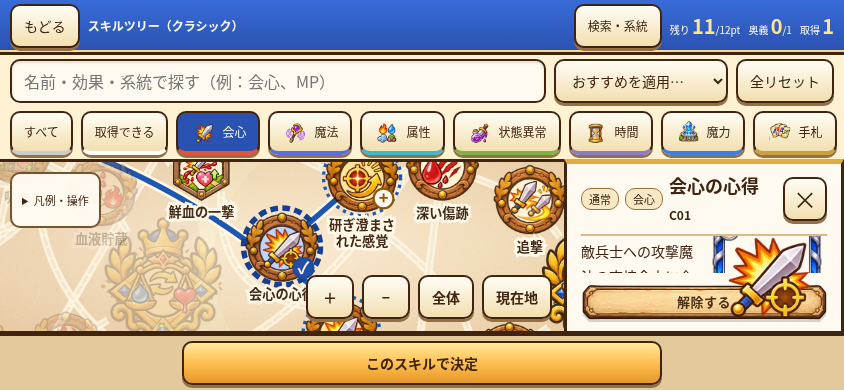 もどる
スキルツリー（クラシック）
検索・系統
残り 11/12pt 奥義 0/1 取得 1
名前・効果・系統で探す（例：会心、MP）
おすすめを適用…
全リセット
すべて
取得できる
会心
魔法
属性
状態異常
時間
魔力
手札
▶ 凡例・操作
血液貯蔵
鮮血の一撃
研ぎ澄まさ
れた感覚
深い傷跡
追撃
会心の心得
＋
－
全体
現在地
通常
会心
会心の心得
C01
×
敵兵士への攻撃魔
解除する
このスキルで決定